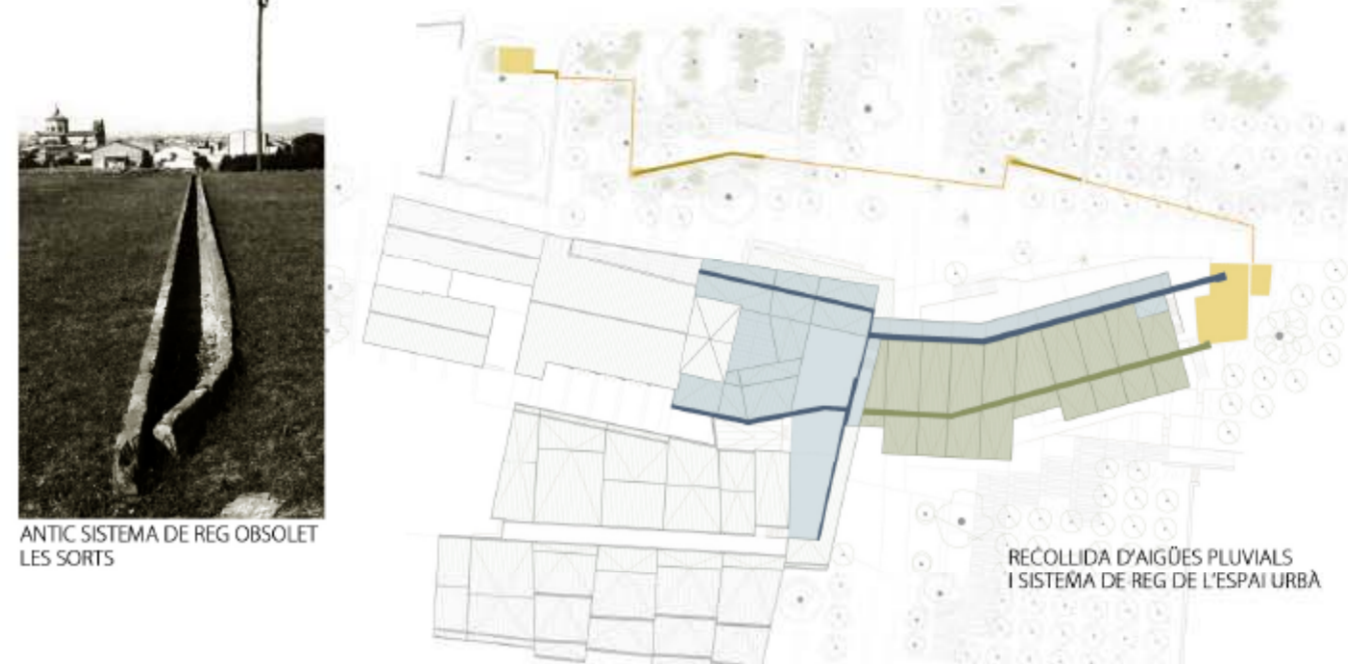 ANTIC SISTEMA DE REG OBSOLET
LES SORTS
RECOLLIDA D'AIGÜES PLUVIALS
I SISTEMA DE REG DE L'ESPAI URBÀ